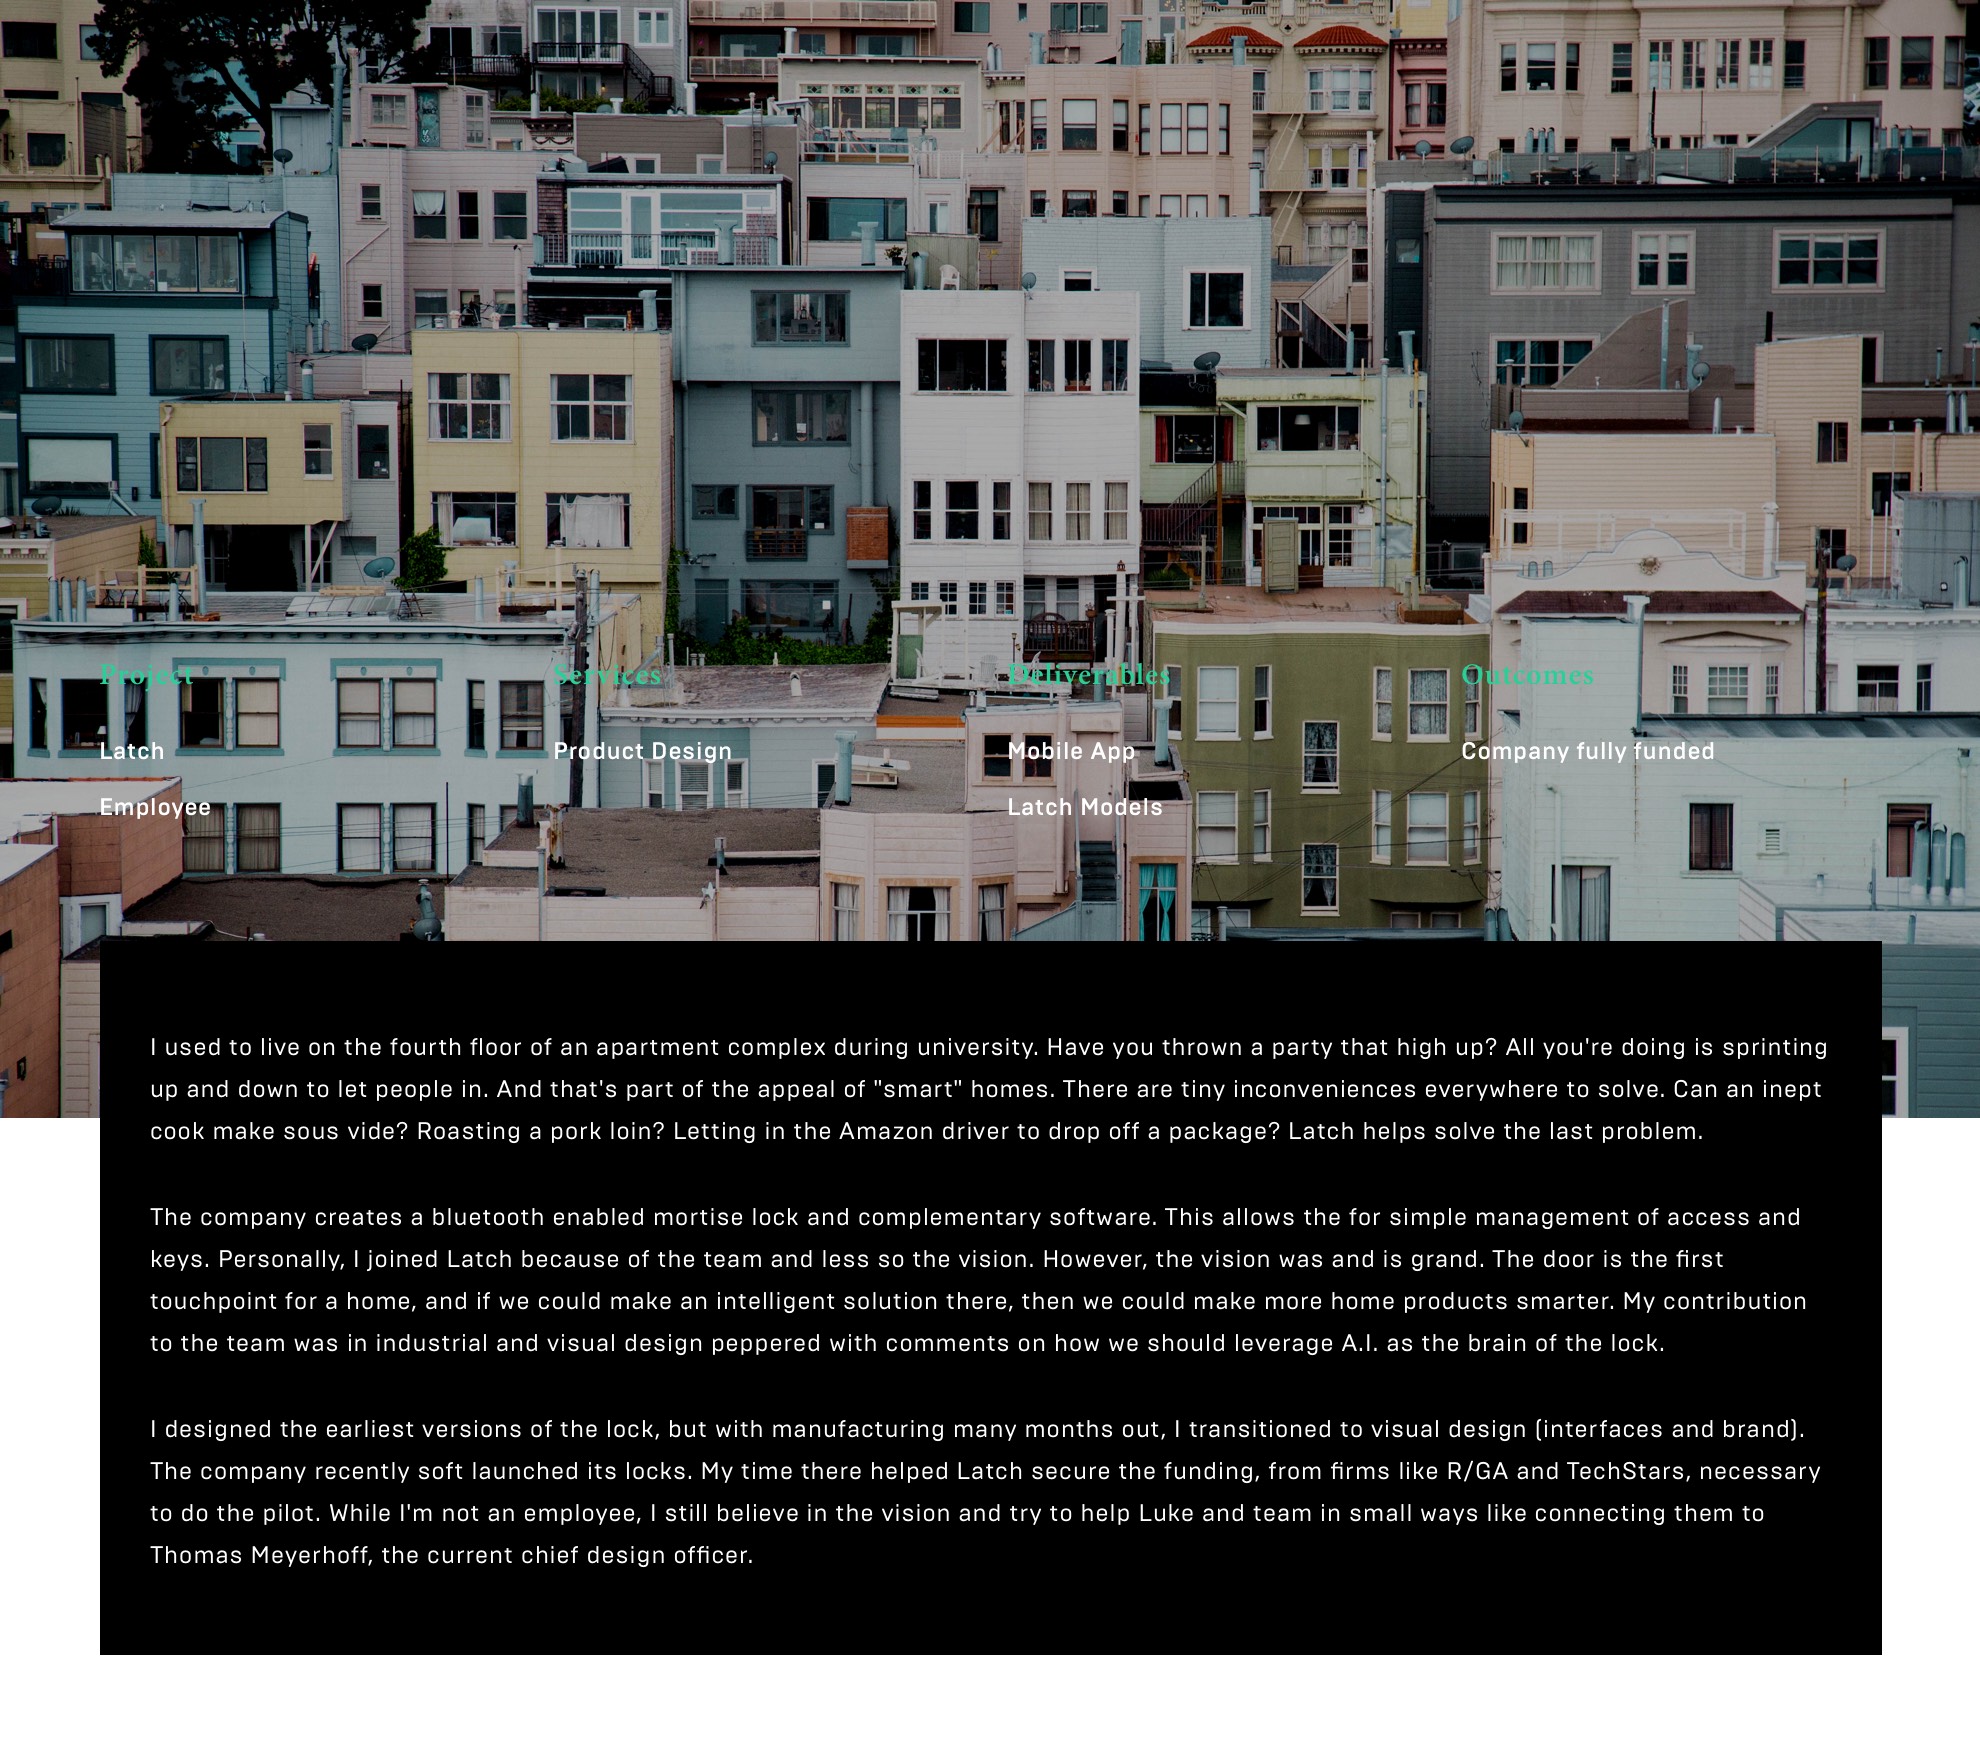 Project
Services
Deliverables
Outcomes
Latch
Product Design
Mobile App
Company fully funded
Employee
Latch Models
I used to live on the fourth floor of an apartment complex during university. Have you thrown a party that high up? All you're doing is sprinting
up and down to let people in. And that's part of the appeal of "smart" homes. There are tiny inconveniences everywhere to solve. Can an inept
cook make sous vide? Roasting a pork loin? Letting in the Amazon driver to drop off a package? Latch helps solve the last problem.
The company creates a bluetooth enabled mortise lock and complementary software. This allows the for simple management of access and
keys. Personally, I joined Latch because of the team and less so the vision. However, the vision was and is grand. The door is the first
touchpoint for a home, and if we could make an intelligent solution there, then we could make more home products smarter. My contribution
to the team was in industrial and visual design peppered with comments on how we should leverage A.I. as the brain of the lock.
I designed the earliest versions of the lock, but with manufacturing many months out, I transitioned to visual design (interfaces and brand).
The company recently soft launched its locks. My time there helped Latch secure the funding, from firms like R/GA and TechStars, necessary
to do the pilot. While I'm not an employee, I still believe in the vision and try to help Luke and team in small ways like connecting them to
Thomas Meyerhoff, the current chief design officer.